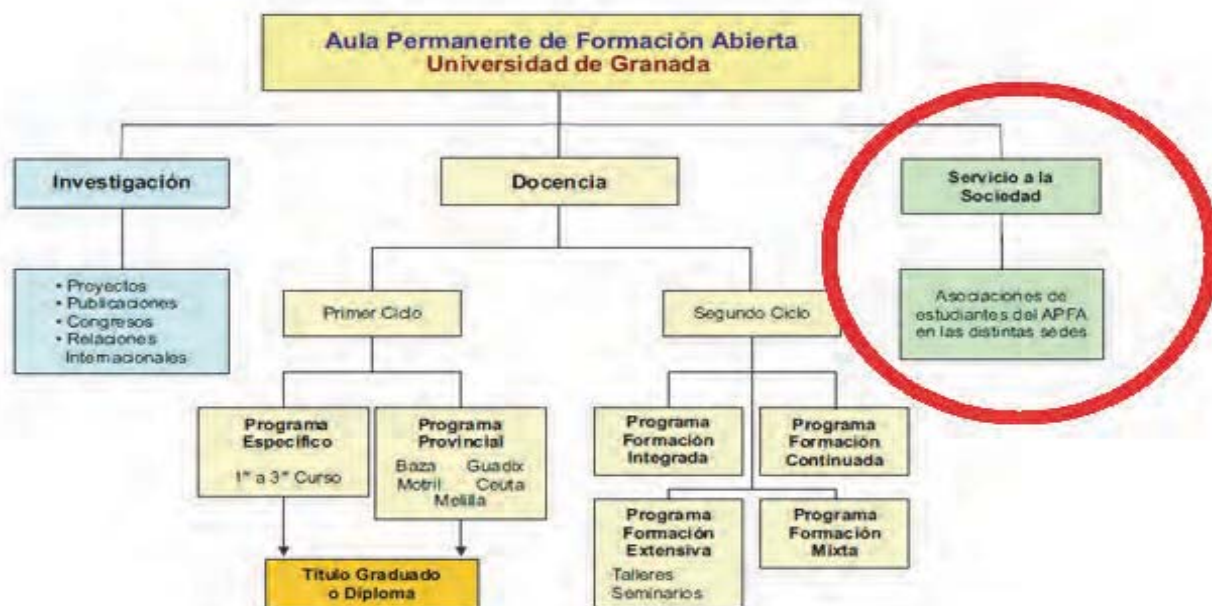 Aula Permanente de Formación Abierta
Universidad de Granada
Investigación
Docencia
Servicio a la
Sociedad
• Proyectos
• Publicaciones
• Congresos
• Relaciones
Internacionales
Primer Ciclo
Segundo Ciclo
Asociaciones de
estudiantes del APFA
en las distintas sedes
Programa
Específico
1º a 3º Curso
Programa
Provincial
Baza Guadix
Motril Ceuta
Melilla
Programa
Formación
Integrada
Programa
Formación
Continuada
Programa
Formación
Extensiva
Talleres
Seminarios
Programa
Formación
Mixta
Título Graduado
o Diploma